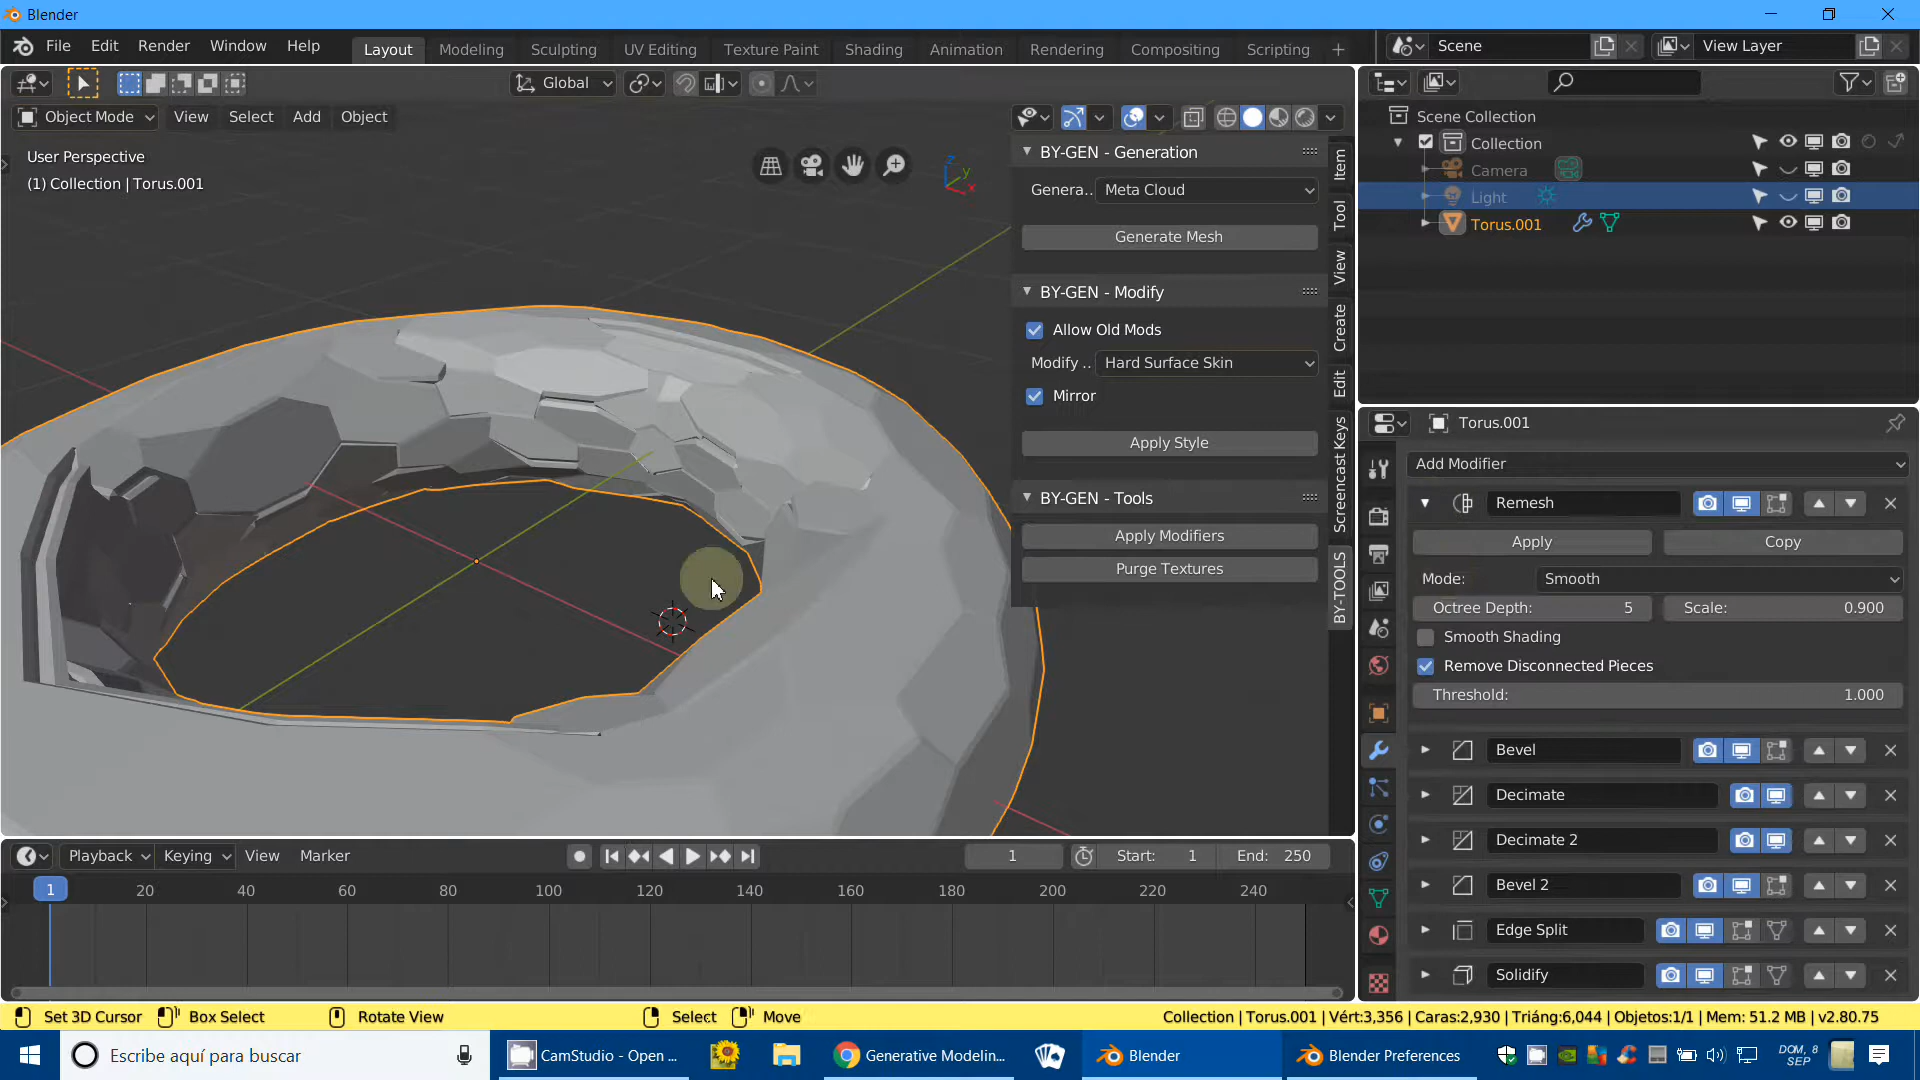 Blender
File Edit Render Window Help
Layout Modeling Sculpting UV Editing Texture Paint Shading Animation Rendering Compositing Scripting +
Scene
View Layer
Global
Object Mode View Select Add Object
User Perspective
(1) Collection | Torus.001
Z
Y
X
BY-GEN - Generation
Genera.. Meta Cloud
Generate Mesh
BY-GEN - Modify
Allow Old Mods
Modify .. Hard Surface Skin
Mirror
Apply Style
BY-GEN - Tools
Apply Modifiers
Purge Textures
Item
Tool
View
Create
Edit
Screencast Keys
BY-TOOLS
Scene Collection
Collection
Camera
Light
Torus.001
Torus.001
Add Modifier
Remesh
Apply Copy
Mode: Smooth
Octree Depth: 5 Scale: 0.900
Smooth Shading
Remove Disconnected Pieces
Threshold: 1.000
Bevel
Decimate
Decimate 2
Bevel 2
Edge Split
Solidify
Playback Keying View Marker
1 Start: 1 End: 250
1 20 40 60 80 100 120 140 160 180 200 220 240
Set 3D Cursor Box Select Rotate View Select Move
Collection | Torus.001 | Vért:3,356 | Caras:2,930 | Triáng:6,044 | Objetos:1/1 | Mem: 51.2 MB | v2.80.75
Escribe aquí para buscar
CamStudio - Open ...
Generative Modelin...
Blender
Blender Preferences
DOM., 8
SEP